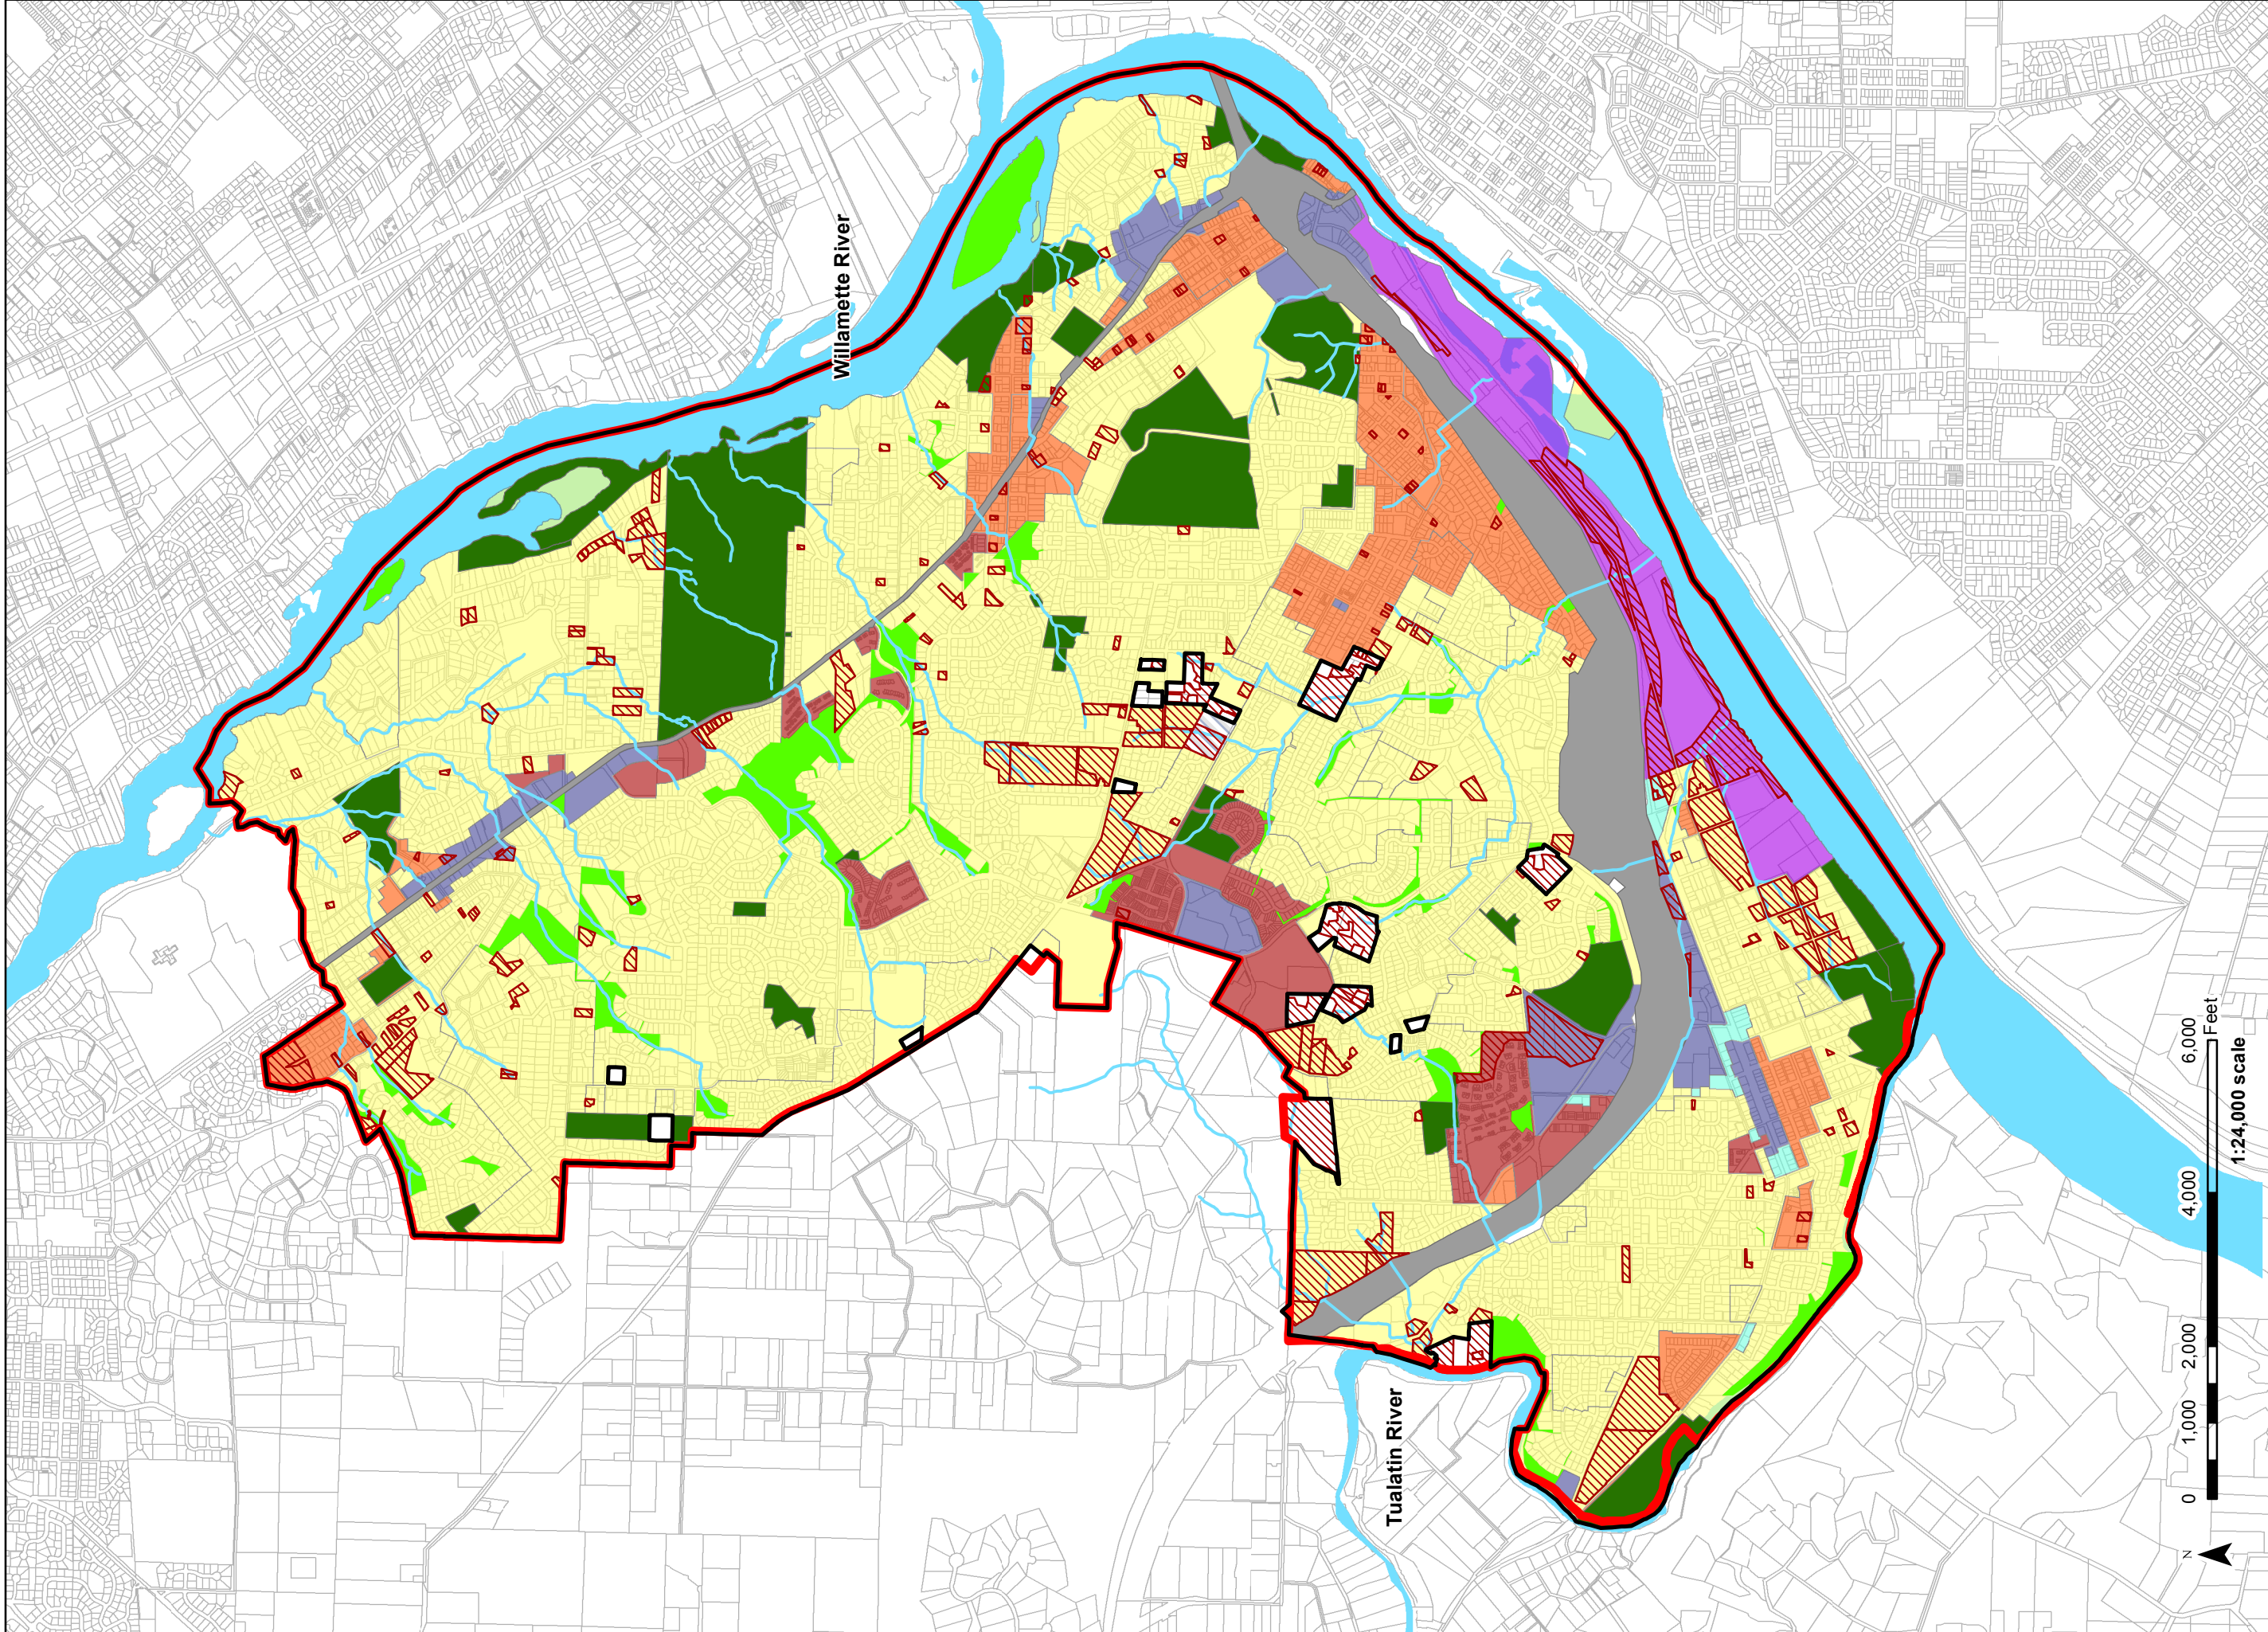 Willamette River
Tualatin River
N
0
1,000
2,000
4,000
6,000
Feet
1:24,000 scale